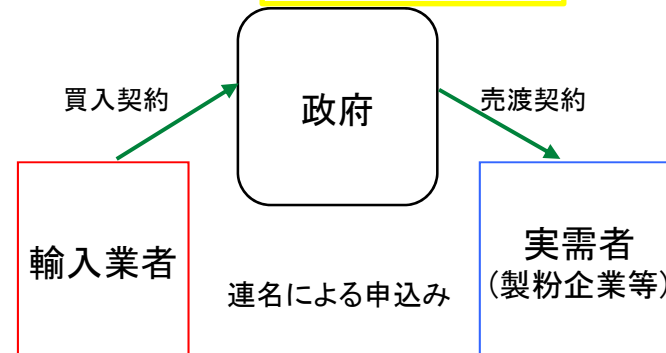 買入契約
政府
売渡契約
輸入業者
連名による申込み
実需者
(製粉企業等)